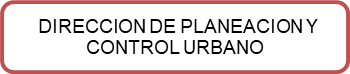 DIRECCION DE PLANEACION Y
CONTROL URBANO